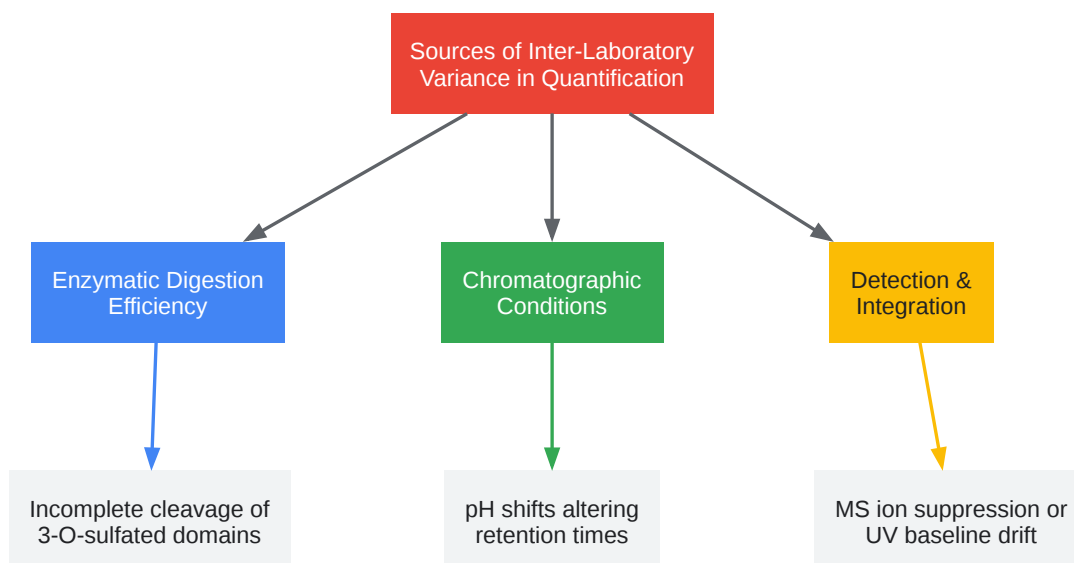 Sources of Inter-Laboratory
Variance in Quantification
Enzymatic Digestion
Efficiency
Chromatographic
Conditions
Detection &
Integration
Incomplete cleavage of
3-O-sulfated domains
pH shifts altering
retention times
MS ion suppression or
UV baseline drift